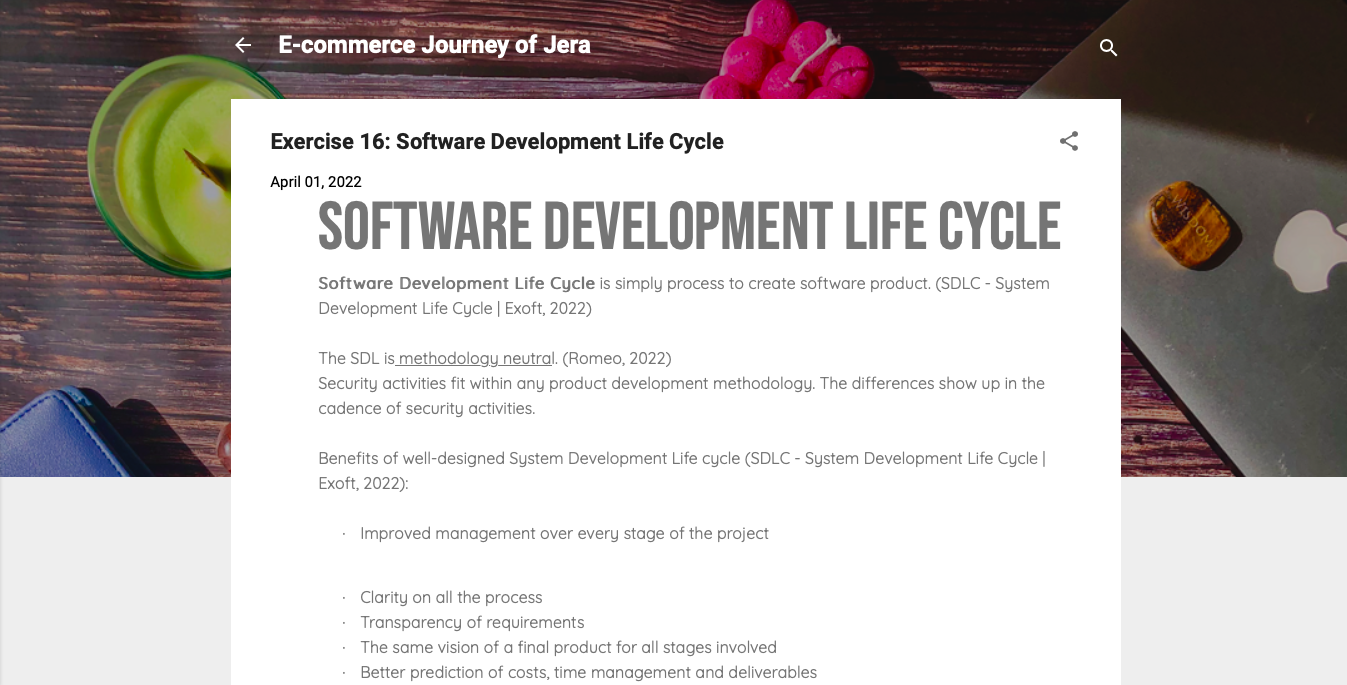 E-commerce Journey of Jera
Exercise 16: Software Development Life Cycle
April 01, 2022
SOFTWARE DEVELOPMENT LIFE CYCLE
Software Development Life Cycle is simply process to create software product. (SDLC - System
Development Life Cycle | Exoft, 2022)
The SDL is methodology neutral. (Romeo, 2022)
Security activities fit within any product development methodology. The differences show up in the
cadence of security activities.
Benefits of well-designed System Development Life cycle (SDLC - System Development Life Cycle |
Exoft, 2022):
· Improved management over every stage of the project
· Clarity on all the process
· Transparency of requirements
· The same vision of a final product for all stages involved
· Better prediction of costs, time management and deliverables